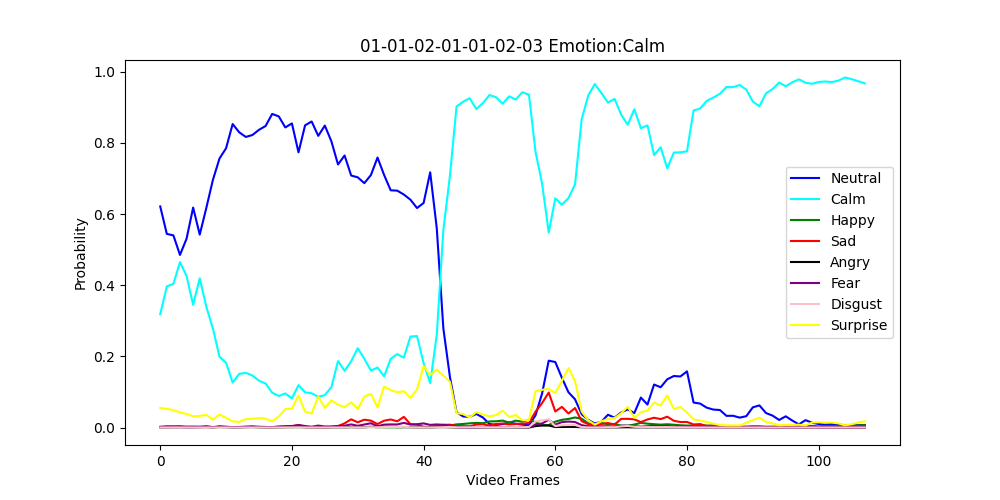 01-01-02-01-01-02-03 Emotion:Calm
1.0
0.8
0.6
0.4
0.2
0.0
Probability
0
20
40
60
80
100
Video Frames
Neutral
Calm
Happy
Sad
Angry
Fear
Disgust
Surprise